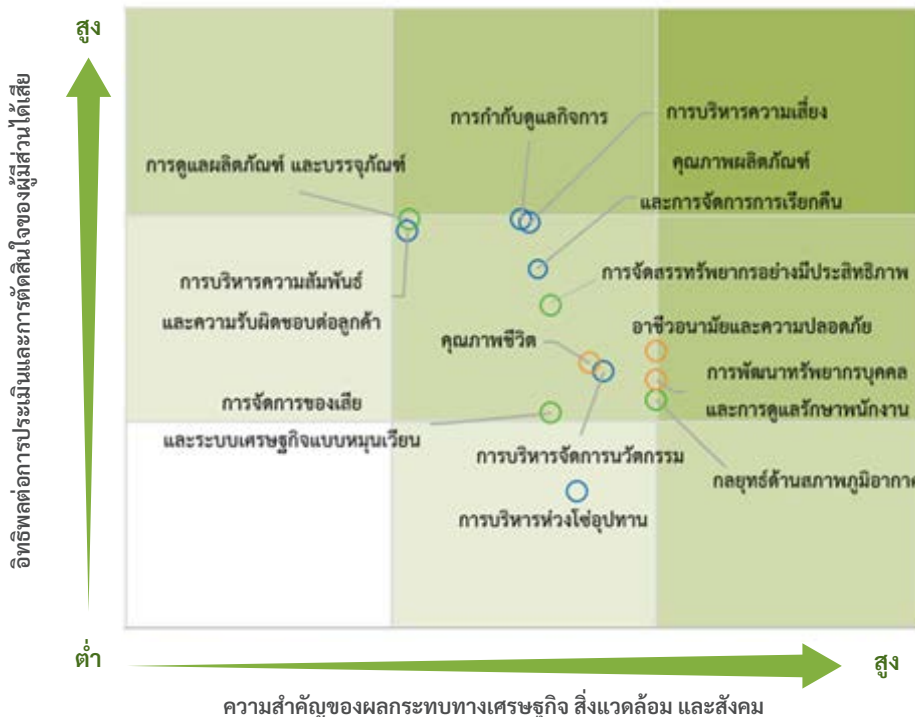 สูง
อิทธิพลต่อการประเมินและการตัดสินใจของผู้มีส่วนได้เสีย
การกำกับดูแลกิจการ
การบริหารความเสี่ยง
การดูแลผลิตภัณฑ์ และบรรจุภัณฑ์
คุณภาพผลิตภัณฑ์
และการจัดการการเรียกคืน
การบริหารความสัมพันธ์
และความรับผิดชอบต่อลูกค้า
การจัดสรรทรัพยากรอย่างมีประสิทธิภาพ
อาชีวอนามัยและความปลอดภัย
คุณภาพชีวิต
การพัฒนาทรัพยากรบุคคล
และการดูแลรักษาพนักงาน
การจัดการของเสีย
และระบบเศรษฐกิจแบบหมุนเวียน
การบริหารจัดการนวัตกรรม
กลยุทธ์ด้านสภาพภูมิอากาศ
การบริหารห่วงโซ่อุปทาน
ต่ำ
สูง
ความสำคัญของผลกระทบทางเศรษฐกิจ สิ่งแวดล้อม และสังคม